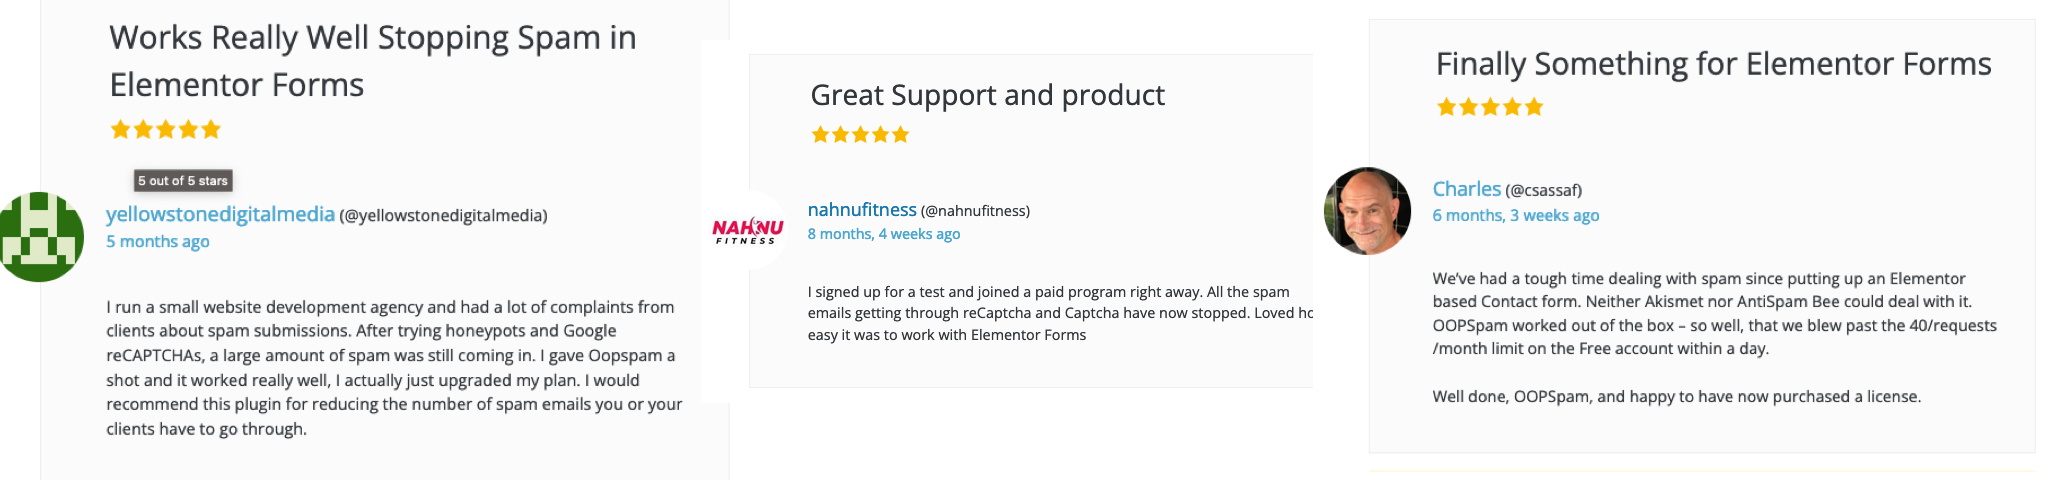 Works Really Well Stopping Spam in
Elementor Forms
5 out of 5 stars
yellowstonedigitalmedia (@yellowstonedigitalmedia)
5 months ago
I run a small website development agency and had a lot of complaints from
clients about spam submissions. After trying honeypots and Google
reCAPTCHAs, a large amount of spam was still coming in. I gave Oopspam a
shot and it worked really well, I actually just upgraded my plan. I would
recommend this plugin for reducing the number of spam emails you or your
clients have to go through.
Great Support and product
NAHNU
FITNESS
nahnufitness (@nahnufitness)
8 months, 4 weeks ago
I signed up for a test and joined a paid program right away. All the spam
emails getting through reCaptcha and Captcha have now stopped. Loved
easy it was to work with Elementor Forms
Finally Something for Elementor Forms
Charles (@csassaf)
6 months, 3 weeks ago
We've had a tough time dealing with spam since putting up an Elementor
based Contact form. Neither Akismet nor AntiSpam Bee could deal with it.
OOPSpam worked out of the box – so well, that we blew past the 40/requests
/month limit on the Free account within a day.
Well done, OOPSpam, and happy to have now purchased a license.